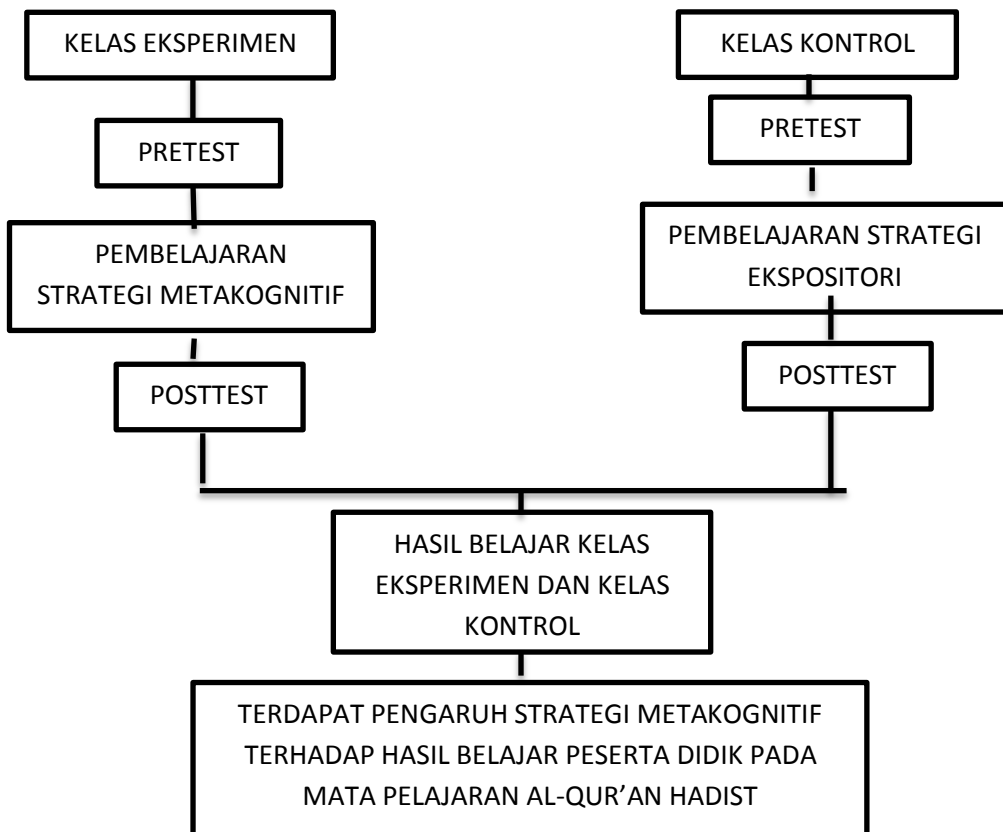 KELAS EKSPERIMEN
KELAS KONTROL
PRETEST
PRETEST
PEMBELAJARAN
STRATEGI METAKOGNITIF
PEMBELAJARAN STRATEGI
EKSPOSITORI
POSTTEST
POSTTEST
HASIL BELAJAR KELAS
EKSPERIMEN DAN KELAS
KONTROL
TERDAPAT PENGARUH STRATEGI METAKOGNITIF
TERHADAP HASIL BELAJAR PESERTA DIDIK PADA
MATA PELAJARAN AL-QUR’AN HADIST